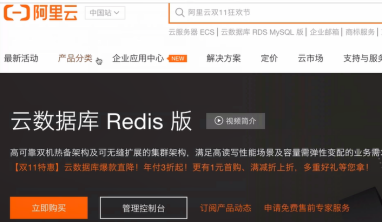 阿里云
中国站
阿里云双11狂欢节
云服务器 ECS | 云数据库 RDS MySQL 版 | 企业邮箱 | 商标服务
最新活动 产品分类 企业应用中心 NEW 解决方案 定价 云市场 支持与服务
云数据库 Redis 版 视频简介
高可靠双机热备架构及可无缝扩展的集群架构，满足高读写性能场景及容量需弹性变配的业务需
【双11特惠】云数据库爆款直降！年付3折起！更有1元首购、满减折上折，多重好礼等您拿！
立即购买 管理控制台 订阅产品动态 申请免费售前专家服务